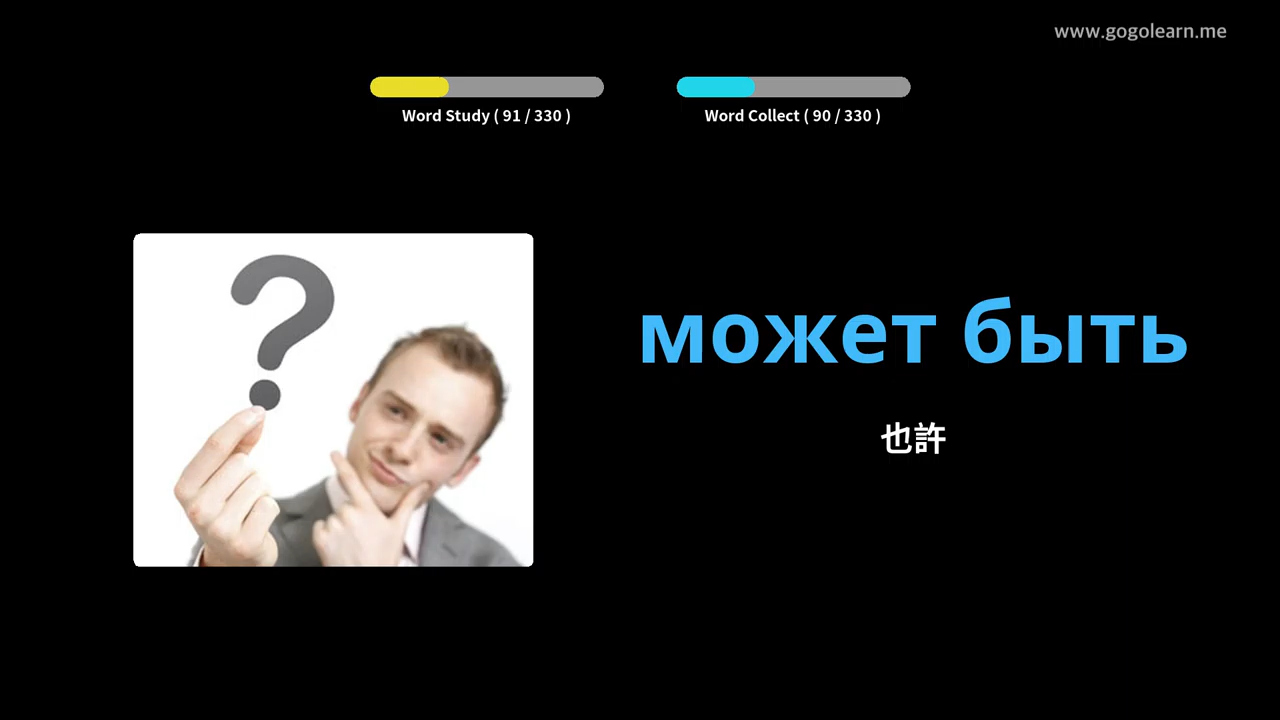 www.gogolearn.me
Word Study ( 91 / 330 )
Word Collect ( 90 / 330 )
?
может быть
也許